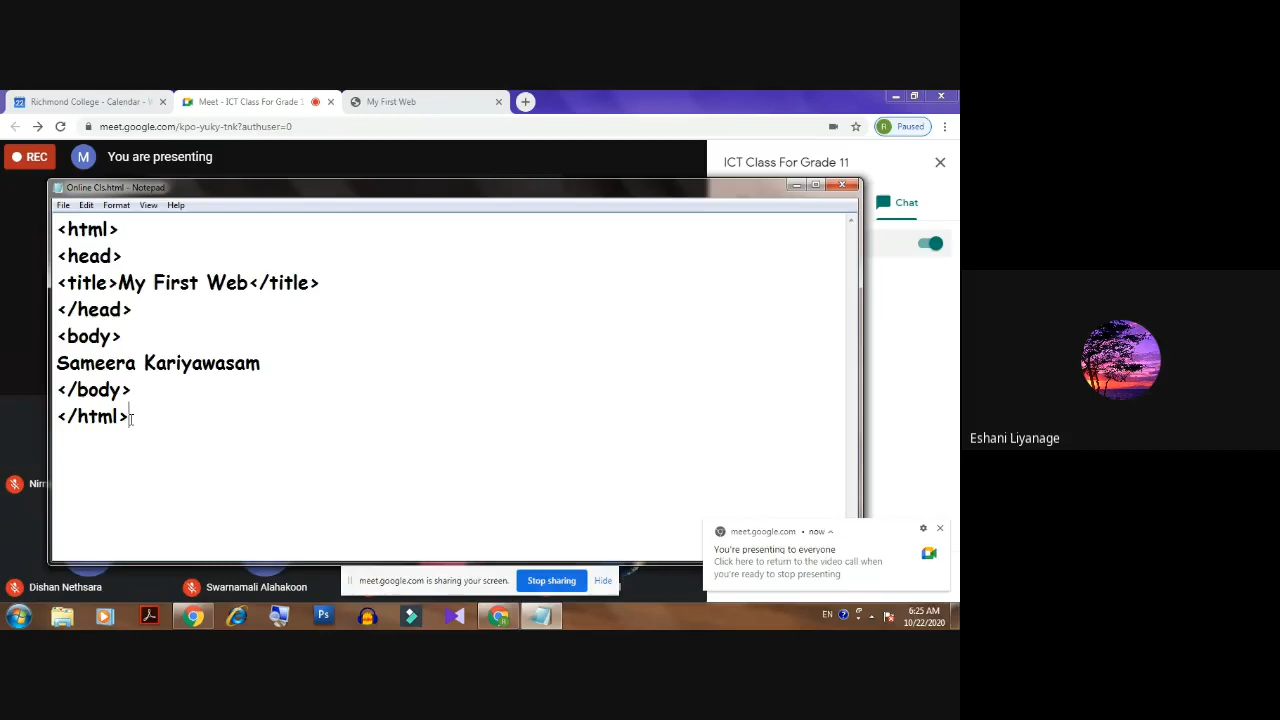 Richmond College - Calendar -
Meet - ICT Class For Grade 1
My First Web
meet.google.com/kpo-yuky-tnk?authuser=0
R
Paused
REC
M
You are presenting
ICT Class For Grade 11
Online Cls.html - Notepad
File Edit Format View Help
Chat
<html>
<head>
<title>My First Web</title>
</head>
<body>
Sameera Kariyawasam
</body>
</html>
Eshani Liyanage
meet.google.com • now
You're presenting to everyone
Click here to return to the video call when
you're ready to stop presenting
Dishan Nethsara
Swarnamali Alahakoon
meet.google.com is sharing your screen.
Stop sharing
Hide
Ps
EN
6:25 AM
10/22/2020